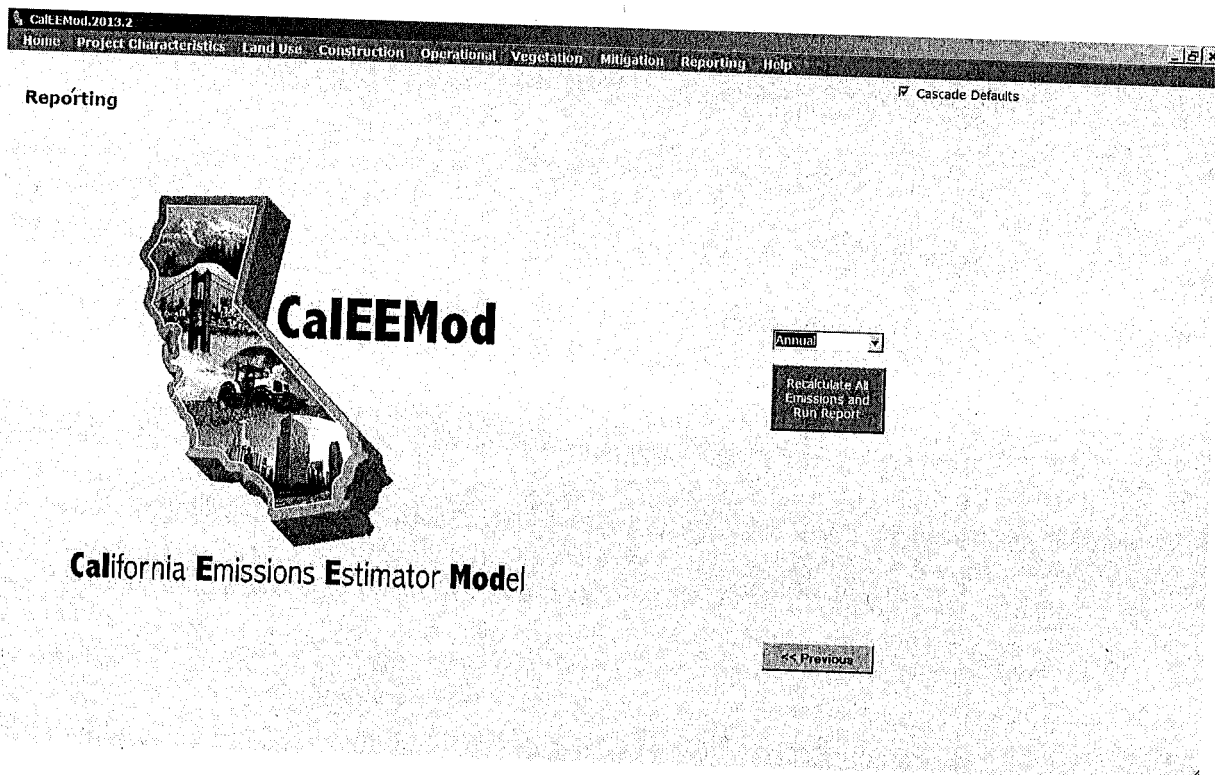 CalEEMod.2013.2
Home Project Characteristics Land Use Construction Operational Vegetation Mitigation Reporting Help
Cascade Defaults
Reporting
CalEEMod
Annual
Recalculate All
Emissions and
Run Report
California Emissions Estimator Model
<< Previous